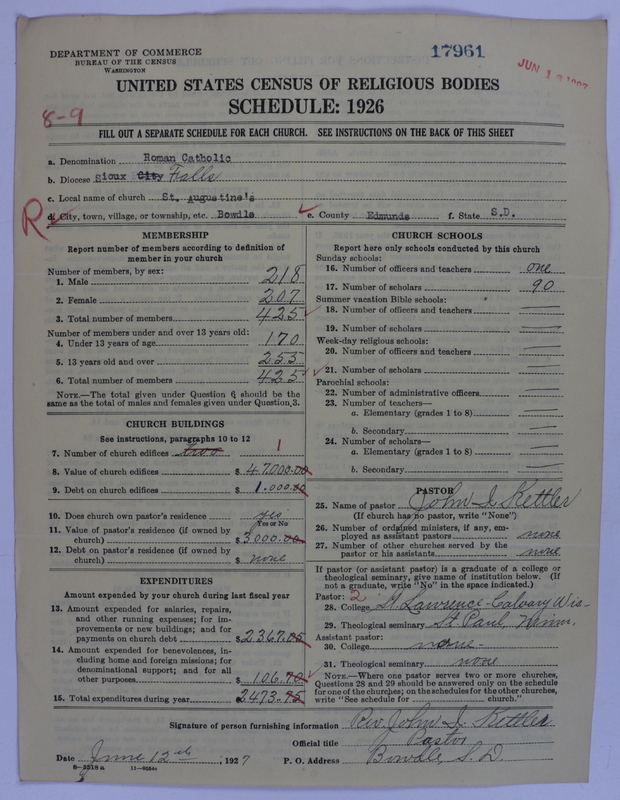 DEPARTMENT OF COMMERCE
BUREAU OF THE CENSUS
WASHINGTON
17961
JUN 1
UNITED STATES CENSUS OF RELIGIOUS BODIES
SCHEDULE: 1926
8-9
FILL OUT A SEPARATE SCHEDULE FOR EACH CHURCH. SEE INSTRUCTIONS ON THE BACK OF THIS SHEET
a. Denomination Roman Catholic
b. Diocese Sioux City Falls
c. Local name of church St. Augustine's
R
d. City, town, village, or township, etc. Bowdle e. County Edmunds f. State S.D.
MEMBERSHIP
Report number of members according to definition of
member in your church
Number of members, by sex:
1. Male 218
2. Female 207
3. Total number of members 425
Number of members under and over 13 years old:
4. Under 13 years of age 170
5. 13 years old and over 255
6. Total number of members 425
NOTE.—The total given under Question 6 should be the
same as the total of males and females given under Question 3.
CHURCH BUILDINGS
See instructions, paragraphs 10 to 12
7. Number of church edifices two 1
8. Value of church edifices $ 47000.00
9. Debt on church edifices $ 1.000.00
10. Does church own pastor's residence yes
Yes or No
11. Value of pastor's residence (if owned by
church) $ 3000.00
12. Debt on pastor's residence (if owned by
church) $ none
EXPENDITURES
Amount expended by your church during last fiscal year
13. Amount expended for salaries, repairs,
and other running expenses; for im-
provements or new buildings; and for
payments on church debt $ 2367.05
14. Amount expended for benevolences, in-
cluding home and foreign missions; for
denominational support; and for all
other purposes $ 106.70
15. Total expenditures during year $ 2473.75
CHURCH SCHOOLS
Report here only schools conducted by this church
Sunday schools:
16. Number of officers and teachers one
17. Number of scholars 90
Summer vacation Bible schools:
18. Number of officers and teachers
19. Number of scholars
Week-day religious schools:
20. Number of officers and teachers
21. Number of scholars
Parochial schools:
22. Number of administrative officers
23. Number of teachers—
a. Elementary (grades 1 to 8)
b. Secondary
24. Number of scholars—
a. Elementary (grades 1 to 8)
b. Secondary
PASTOR
25. Name of pastor John I. Kettler
(If church has no pastor, write "None")
26. Number of ordained ministers, if any, em-
ployed as assistant pastors none
27. Number of other churches served by the
pastor or his assistants none
If pastor (or assistant pastor) is a graduate of a college or
theological seminary, give name of institution below. (If
not a graduate, write "No" in the space indicated.)
Pastor: 2
28. College St. Lawrence - Calvary Wis-
29. Theological seminary St Paul, Minn.
Assistant pastor:
30. College none
31. Theological seminary none
NOTE.—Where one pastor serves two or more churches,
Questions 28 and 29 should be answered only on the schedule
for one of the churches; on the schedules for the other churches,
write "See schedule for church."
Signature of person furnishing information Rev. John I. Kettler
Official title Pastor
Date June 12th, 1927 P. O. Address Bowdle S. D.
11-9554